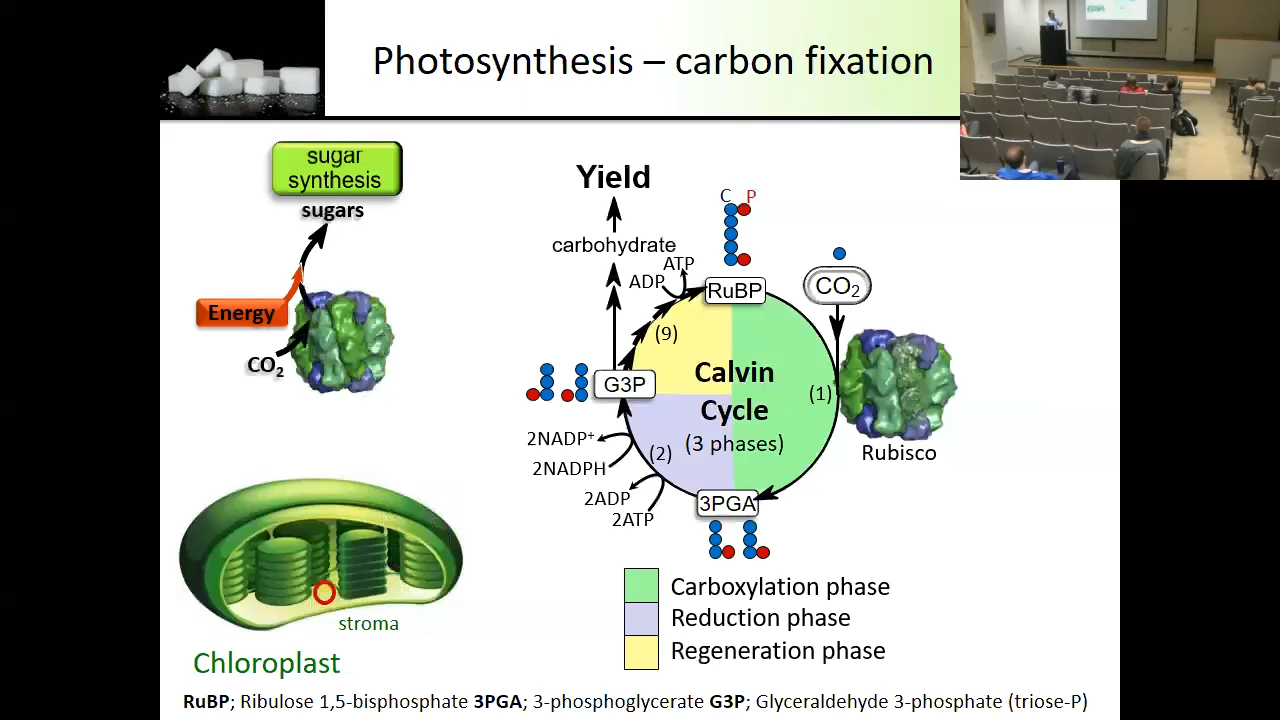 Photosynthesis – carbon fixation
sugar
synthesis
sugars
Energy
CO₂
Yield
carbohydrate
ATP
ADP
C P
RuBP
CO₂
(9)
(1)
G3P
Calvin
Cycle
(3 phases)
Rubisco
2NADP⁺
2NADPH
(2)
2ADP
2ATP
3PGA
stroma
Chloroplast
Carboxylation phase
Reduction phase
Regeneration phase
RuBP; Ribulose 1,5-bisphosphate 3PGA; 3-phosphoglycerate G3P; Glyceraldehyde 3-phosphate (triose-P)